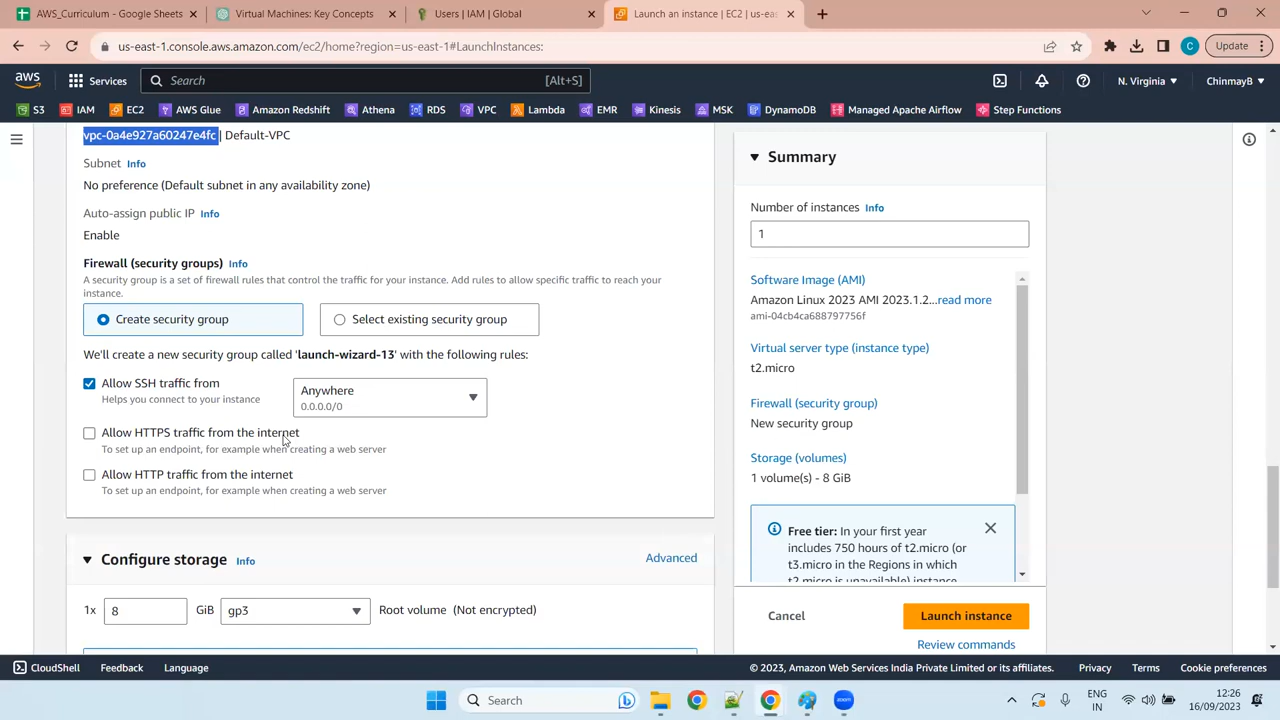 AWS_Curriculum - Google Sheets
Virtual Machines: Key Concepts
Users | IAM | Global
Launch an instance | EC2 | us-eas
us-east-1.console.aws.amazon.com/ec2/home?region=us-east-1#LaunchInstances:
C
Update
aws
Services
Search
[Alt+S]
N. Virginia
ChinmayB
S3
IAM
EC2
AWS Glue
Amazon Redshift
Athena
RDS
VPC
Lambda
EMR
Kinesis
MSK
DynamoDB
Managed Apache Airflow
Step Functions
vpc-0a4e927a60247e4fc | Default-VPC
Subnet Info
No preference (Default subnet in any availability zone)
Auto-assign public IP Info
Enable
Firewall (security groups) Info
A security group is a set of firewall rules that control the traffic for your instance. Add rules to allow specific traffic to reach your
instance.
Create security group
Select existing security group
We'll create a new security group called 'launch-wizard-13' with the following rules:
Allow SSH traffic from
Helps you connect to your instance
Anywhere
0.0.0.0/0
Allow HTTPS traffic from the internet
To set up an endpoint, for example when creating a web server
Allow HTTP traffic from the internet
To set up an endpoint, for example when creating a web server
Configure storage Info
Advanced
1x
8
GiB
gp3
Root volume (Not encrypted)
Summary
Number of instances Info
1
Software Image (AMI)
Amazon Linux 2023 AMI 2023.1.2...read more
ami-04cb4ca688797756f
Virtual server type (instance type)
t2.micro
Firewall (security group)
New security group
Storage (volumes)
1 volume(s) - 8 GiB
Free tier: In your first year
includes 750 hours of t2.micro (or
t3.micro in the Regions in which
t2.micro is unavailable) instance
Cancel
Launch instance
Review commands
CloudShell
Feedback
Language
© 2023, Amazon Web Services India Private Limited or its affiliates.
Privacy
Terms
Cookie preferences
Search
zoom
ENG
IN
12:26
16/09/2023